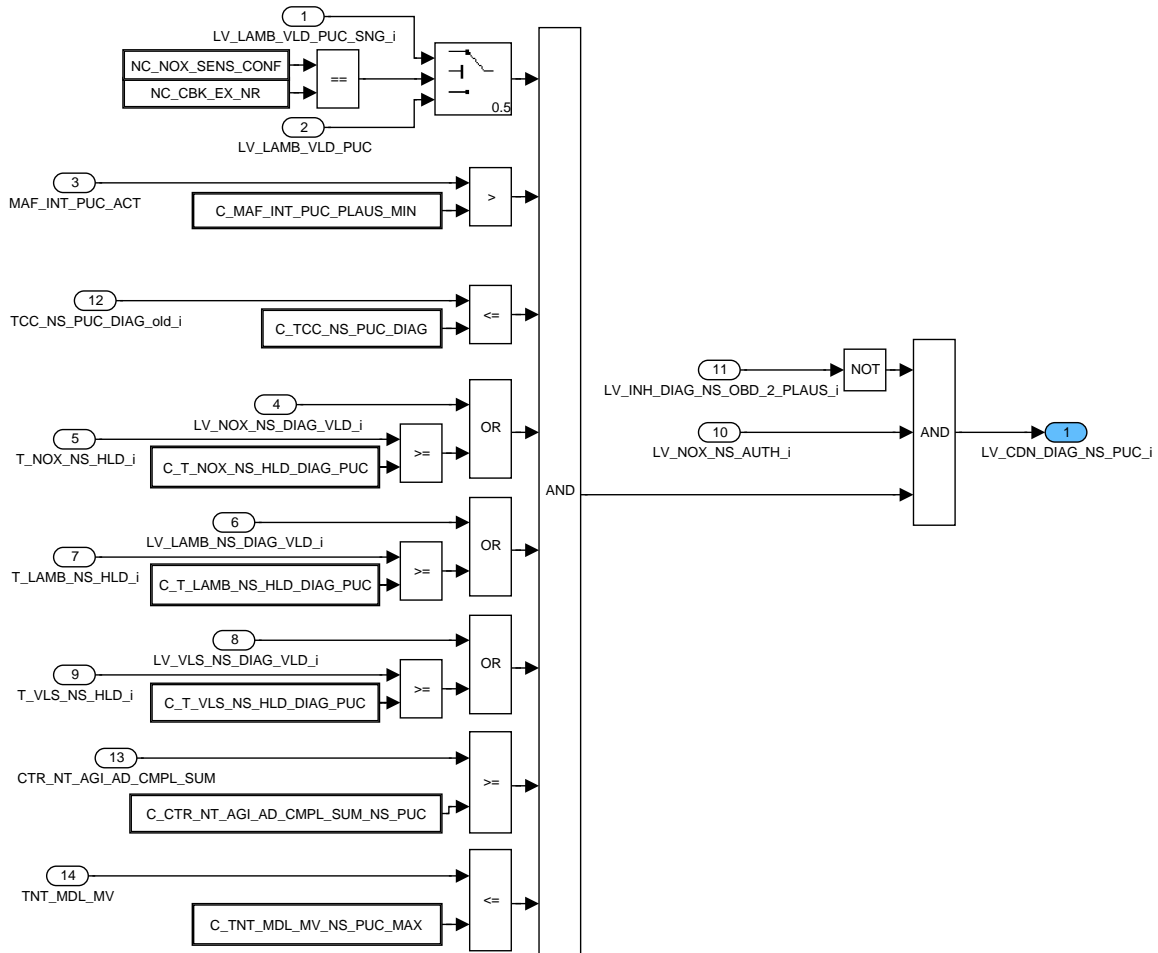 1
LV_LAMB_VLD_PUC_SNG_i
NC_NOX_SENS_CONF
==
NC_CBK_EX_NR
0.5
2
LV_LAMB_VLD_PUC
3
MAF_INT_PUC_ACT
>
C_MAF_INT_PUC_PLAUS_MIN
12
TCC_NS_PUC_DIAG_old_i
<=
C_TCC_NS_PUC_DIAG
4
LV_NOX_NS_DIAG_VLD_i
OR
5
T_NOX_NS_HLD_i
>=
C_T_NOX_NS_HLD_DIAG_PUC
6
LV_LAMB_NS_DIAG_VLD_i
OR
7
T_LAMB_NS_HLD_i
>=
C_T_LAMB_NS_HLD_DIAG_PUC
8
LV_VLS_NS_DIAG_VLD_i
OR
9
T_VLS_NS_HLD_i
>=
C_T_VLS_NS_HLD_DIAG_PUC
13
CTR_NT_AGI_AD_CMPL_SUM
>=
C_CTR_NT_AGI_AD_CMPL_SUM_NS_PUC
14
TNT_MDL_MV
<=
C_TNT_MDL_MV_NS_PUC_MAX
AND
11
LV_INH_DIAG_NS_OBD_2_PLAUS_i
NOT
10
LV_NOX_NS_AUTH_i
AND
1
LV_CDN_DIAG_NS_PUC_i